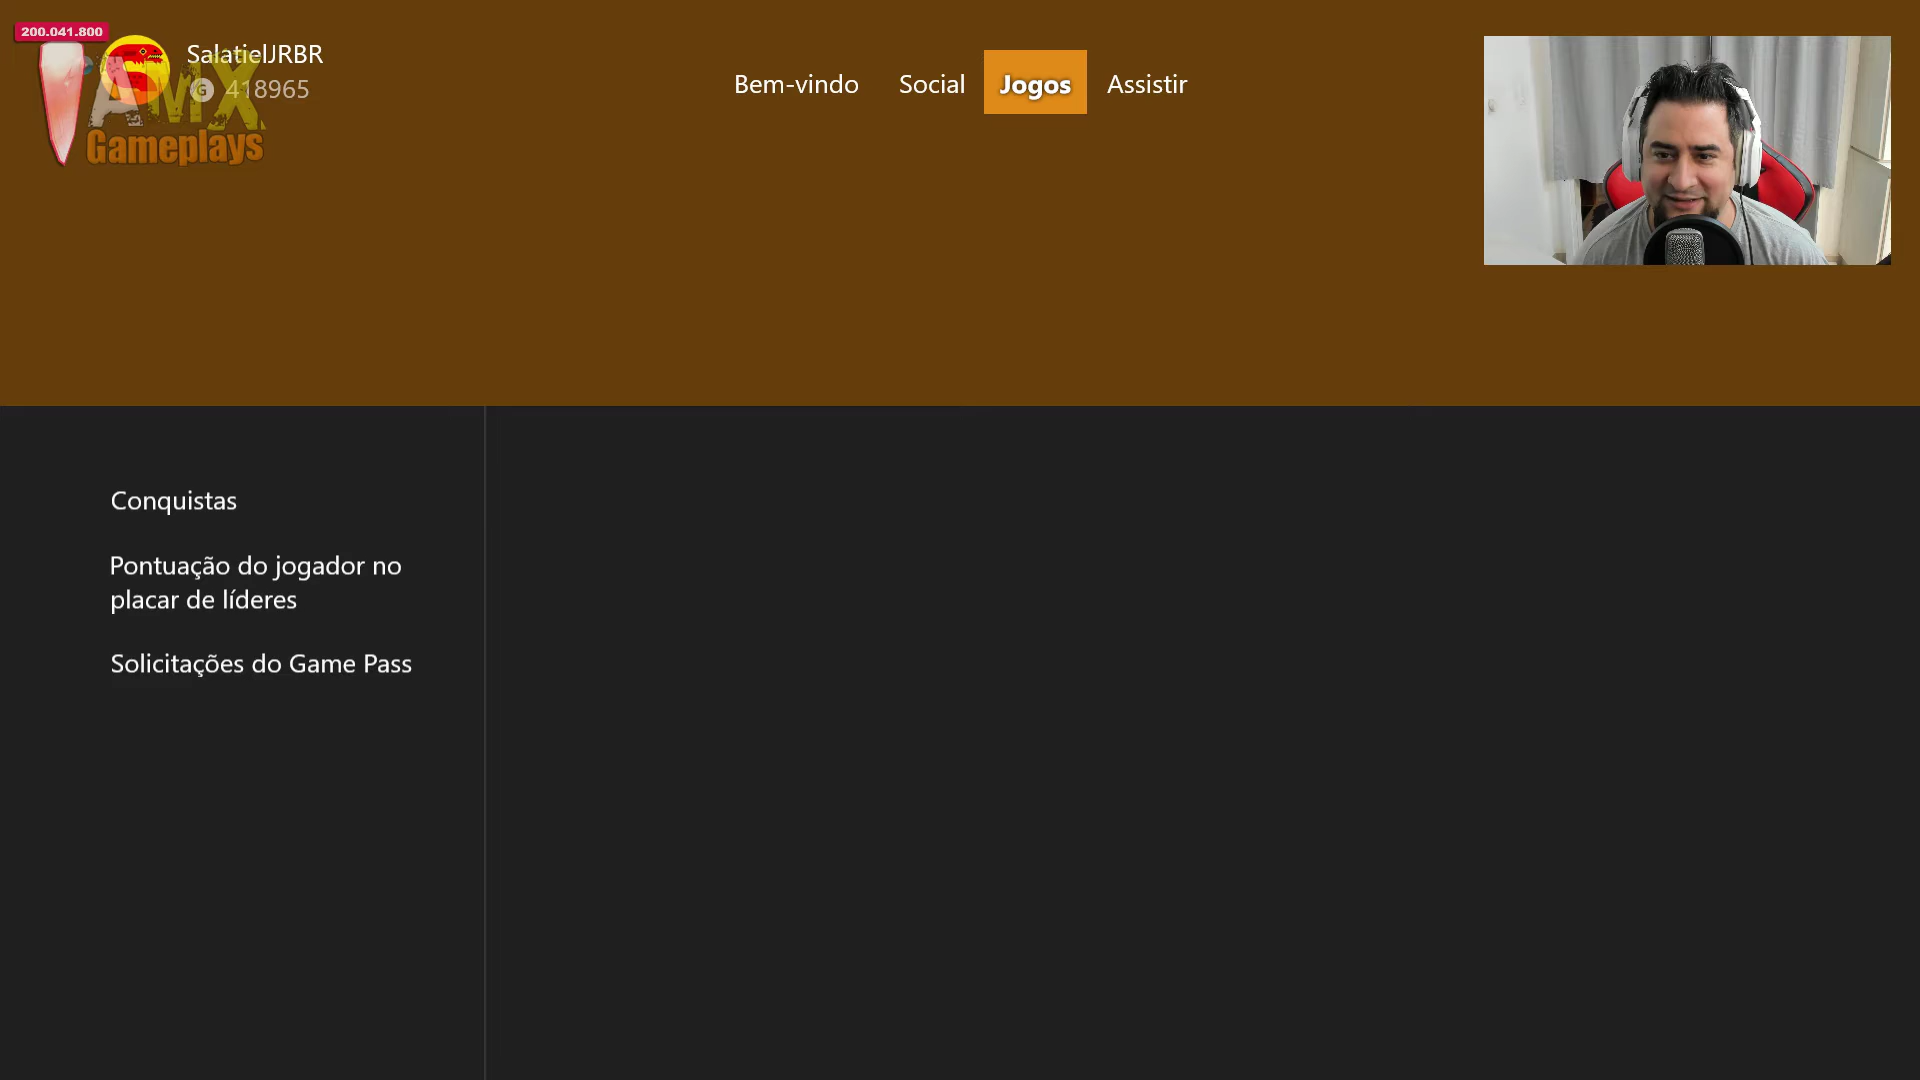 200.041.800
SalatielJRBR
G 418965
AMX
Gameplays
Bem-vindo
Social
Jogos
Assistir
Conquistas
Pontuação do jogador no
placar de líderes
Solicitações do Game Pass